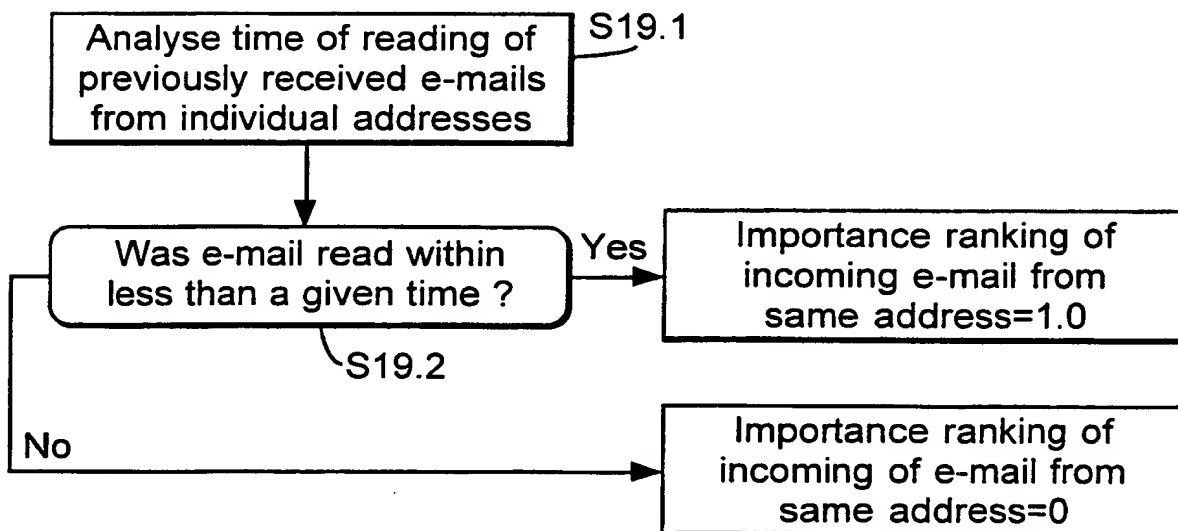 Analyse time of reading of
previously received e-mails
from individual addresses
S19.1
Was e-mail read within
less than a given time ?
S19.2
Yes
Importance ranking of
incoming e-mail from
same address=1.0
No
Importance ranking of
incoming of e-mail from
same address=0